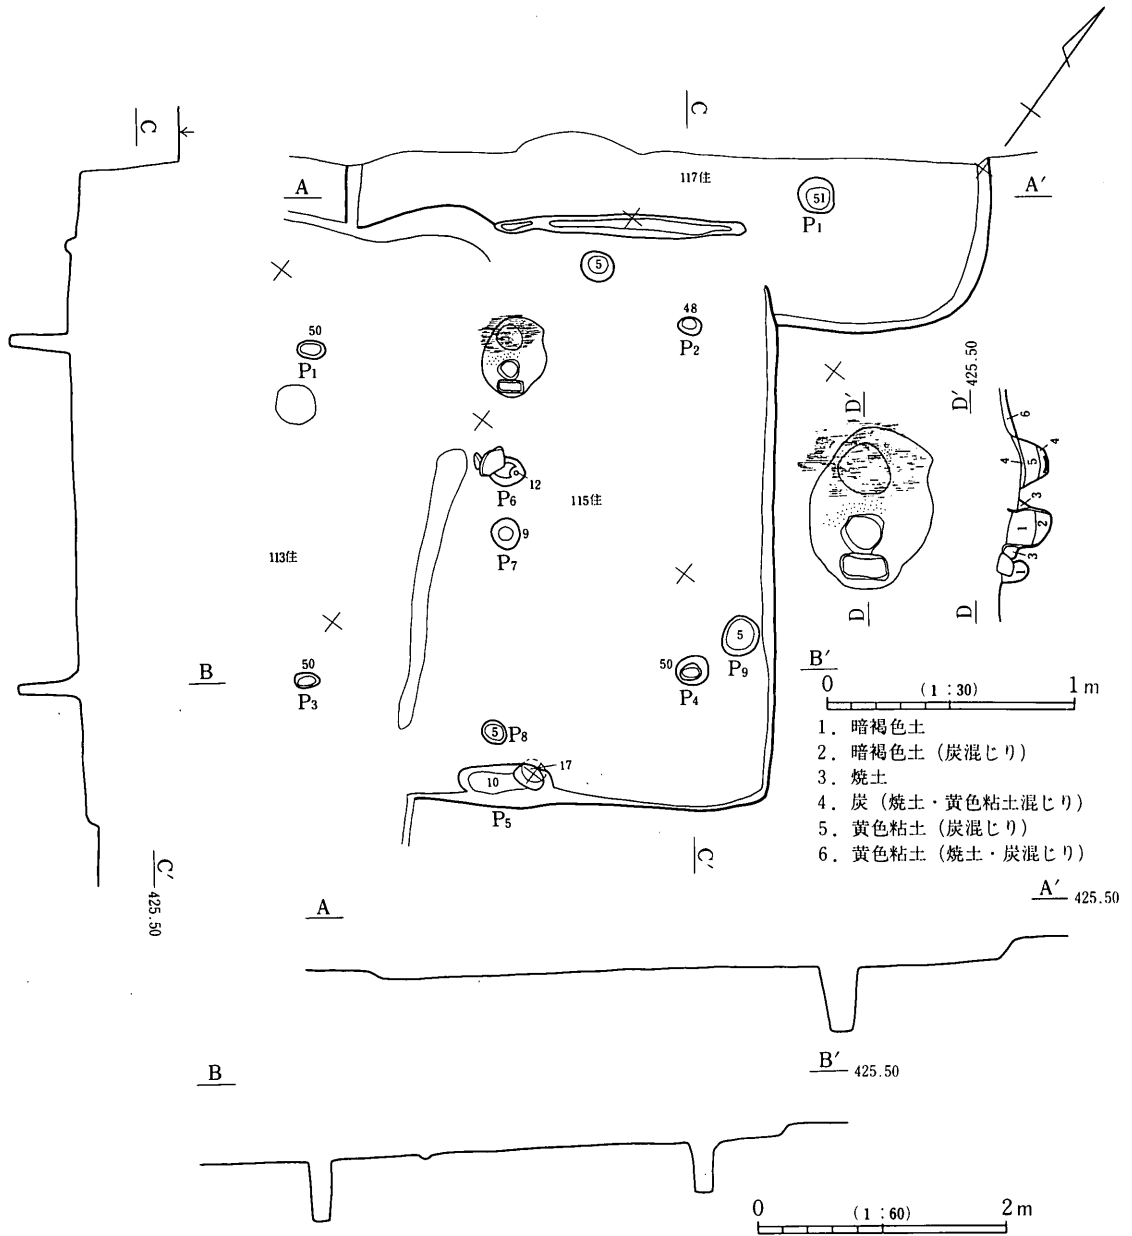 C
C
A
117住
51
P1
A′
5
48
P2
50
P1
D′
D′
425.50
6
4
4
5
3
2
1
3
1
12
P6
115住
9
P7
113住
D
D
B
50
P3
5
P9
50
P4
B′
0 (1:30) 1m
5
P8
17
10
P5
1. 暗褐色土
2. 暗褐色土（炭混じり）
3. 焼土
4. 炭（焼土・黄色粘土混じり）
5. 黄色粘土（炭混じり）
6. 黄色粘土（焼土・炭混じり）
C′
425.50
C′
A
A′ 425.50
B
B′ 425.50
0 (1:60) 2m